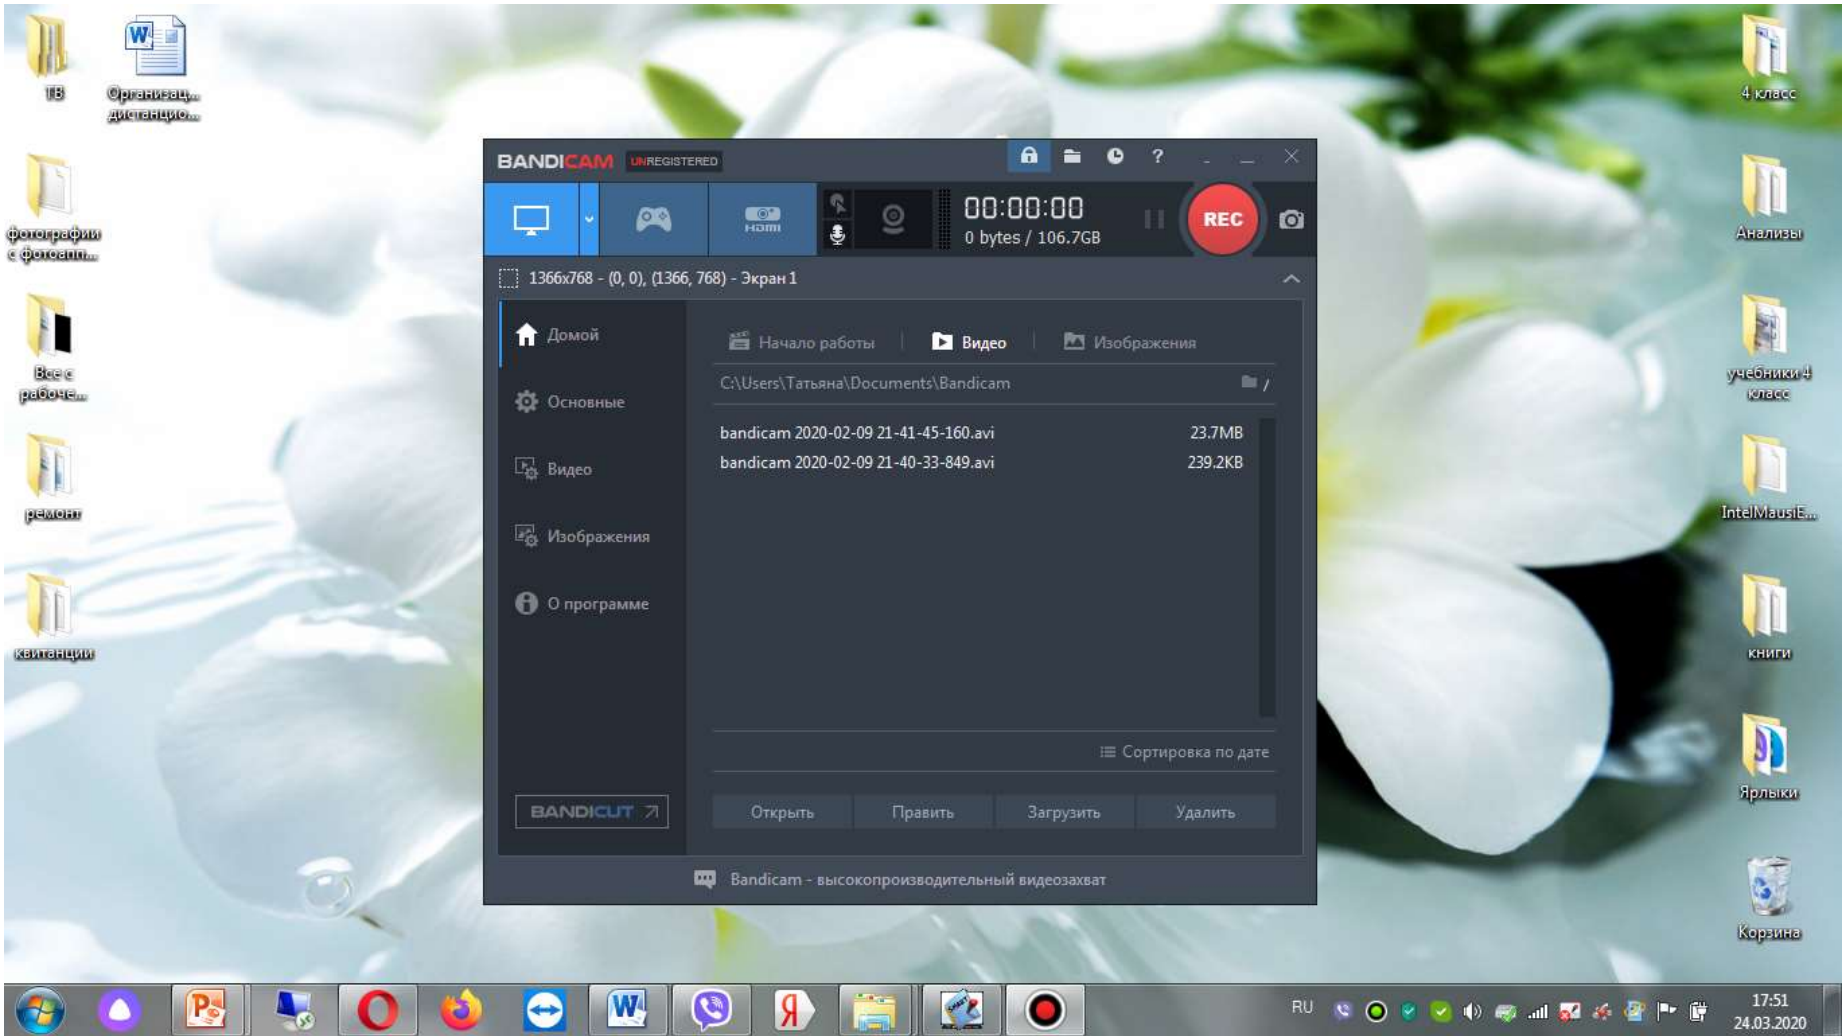 ТВ
Организац...
дистанцио...
фотографии
с фотоапп...
Все с
рабоче...
ремонт
квитанции
BANDICAM UNREGISTERED
?
HDMI
00:00:00
0 bytes / 106.7GB
REC
1366x768 - (0, 0), (1366, 768) - Экран 1
Домой
Основные
Видео
Изображения
О программе
BANDICUT
Начало работы
Видео
Изображения
C:\Users\Татьяна\Documents\Bandicam
/
bandicam 2020-02-09 21-41-45-160.avi 23.7MB
bandicam 2020-02-09 21-40-33-849.avi 239.2KB
Сортировка по дате
Открыть
Править
Загрузить
Удалить
Bandicam - высокопроизводительный видеозахват
4 класс
Анализы
учебники 4
класс
IntelMausiE...
книги
Ярлыки
Корзина
RU
17:51
24.03.2020